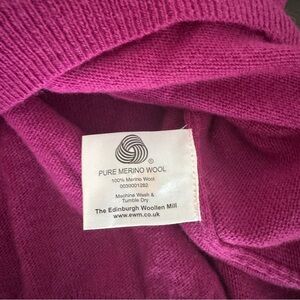 PURE MERINO WOOL ®
100% Merino Wool
0030001282
Machine Wash &
Tumble Dry
The Edinburgh Woollen Mill
www.ewm.co.uk